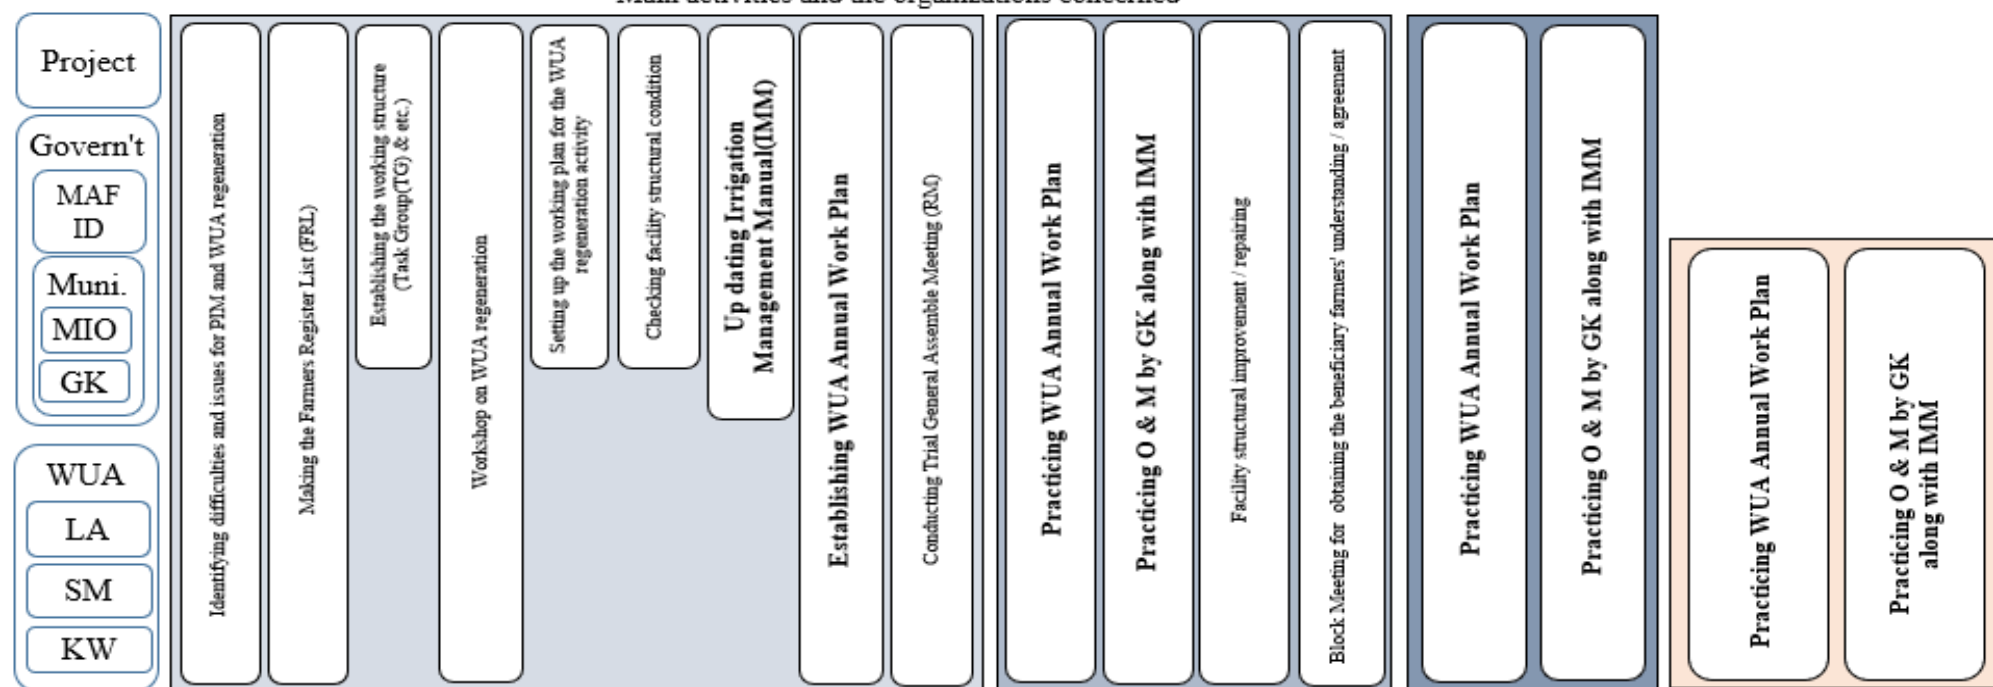 Main activities and the organizations concerned
Project
Govern't
MAF
ID
Muni.
MIO
GK
WUA
LA
SM
KW
Identifying difficulties and issues for PIM and WUA regeneration
Making the Farmers Register List (FRL)
Establishing the working structure
(Task Group(TG) & etc.)
Workshop on WUA regeneration
Setting up the working plan for the WUA
regeneration activity
Checking facility structural condition
Up dating Irrigation
Management Manual(IMM)
Establishing WUA Annual Work Plan
Conducting Trial General Assemble Meeting (RM)
Practicing WUA Annual Work Plan
Practicing O & M by GK along with IMM
Facility structural improvement / repairing
Block Meeting for obtaining the beneficiary farmers' understanding / agreement
Practicing WUA Annual Work Plan
Practicing O & M by GK along with IMM
Practicing WUA Annual Work Plan
Practicing O & M by GK
along with IMM